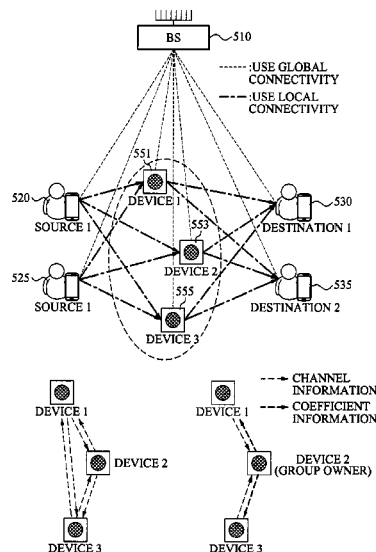 BS
510
:USE GLOBAL
CONNECTIVITY
:USE LOCAL
CONNECTIVITY
551
520
DEVICE 1
530
SOURCE 1
553
DESTINATION 1
525
DEVICE 2
555
535
SOURCE 1
DESTINATION 2
DEVICE 3
CHANNEL
INFORMATION
COEFFICIENT
INFORMATION
DEVICE 1
DEVICE 1
DEVICE 2
DEVICE 2
(GROUP OWNER)
DEVICE 3
DEVICE 3